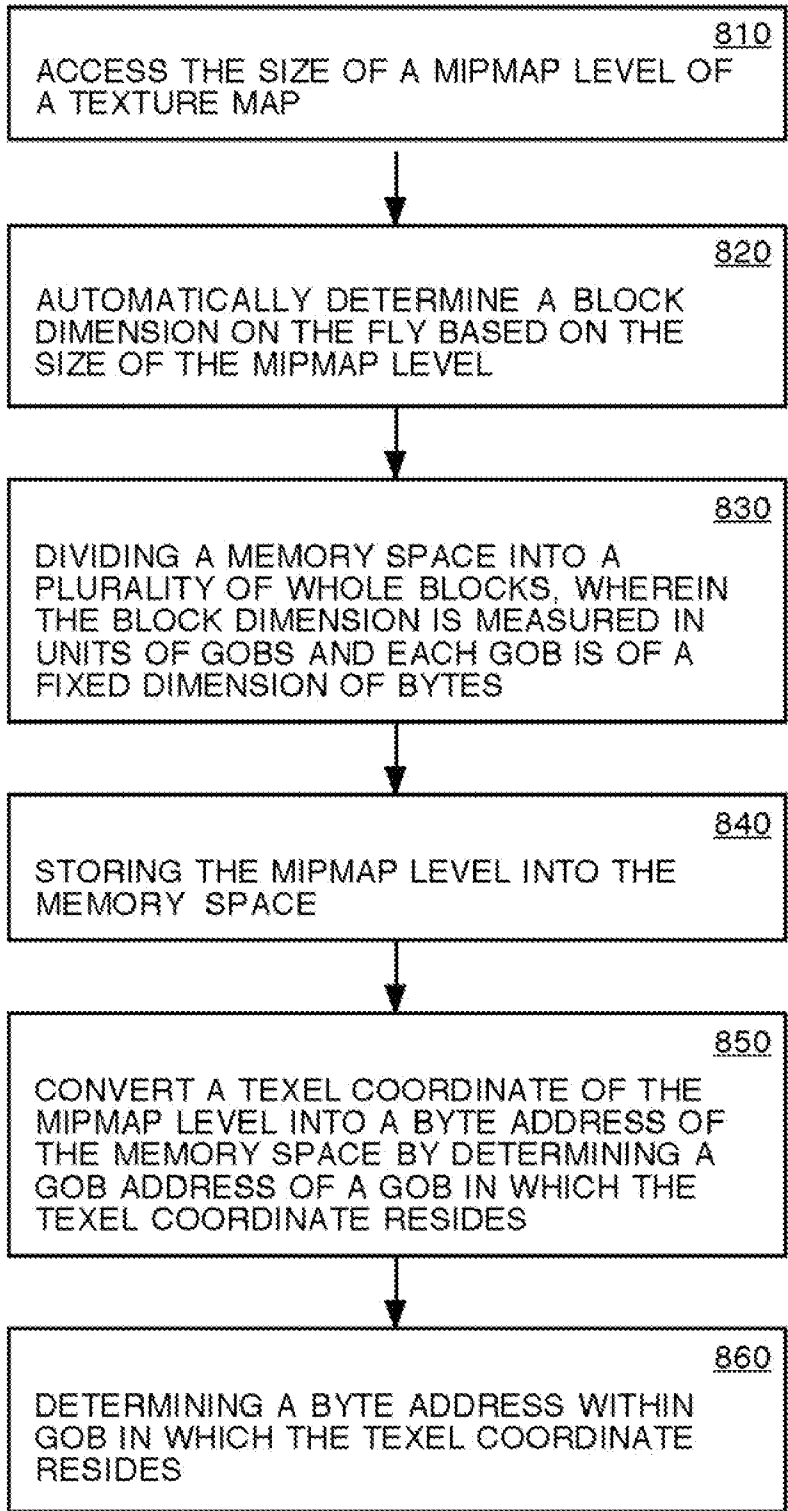 810
ACCESS THE SIZE OF A MIPMAP LEVEL OF
A TEXTURE MAP
820
AUTOMATICALLY DETERMINE A BLOCK
DIMENSION ON THE FLY BASED ON THE
SIZE OF THE MIPMAP LEVEL
830
DIVIDING A MEMORY SPACE INTO A
PLURALITY OF WHOLE BLOCKS, WHEREIN
THE BLOCK DIMENSION IS MEASURED IN
UNITS OF GOBS AND EACH GOB IS OF A
FIXED DIMENSION OF BYTES
840
STORING THE MIPMAP LEVEL INTO THE
MEMORY SPACE
850
CONVERT A TEXEL COORDINATE OF THE
MIPMAP LEVEL INTO A BYTE ADDRESS OF
THE MEMORY SPACE BY DETERMINING A
GOB ADDRESS OF A GOB IN WHICH THE
TEXEL COORDINATE RESIDES
860
DETERMINING A BYTE ADDRESS WITHIN
GOB IN WHICH THE TEXEL COORDINATE
RESIDES